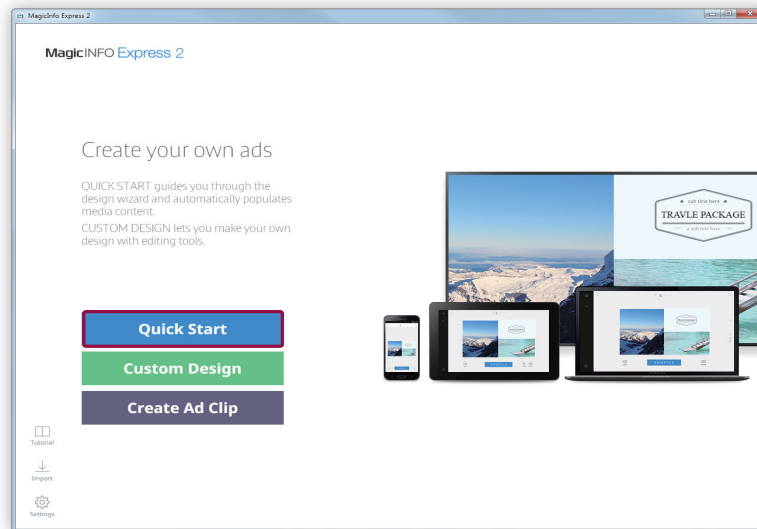 MagicInfo Express 2
MagicINFO Express 2
Create your own ads
QUICK START guides you through the
design wizard and automatically populates
media content.
CUSTOM DESIGN lets you make your own
design with editing tools.
Quick Start
Custom Design
Create Ad Clip
Tutorial
Import
Settings
sub title here
TRAVLE PACKAGE
a sub text here